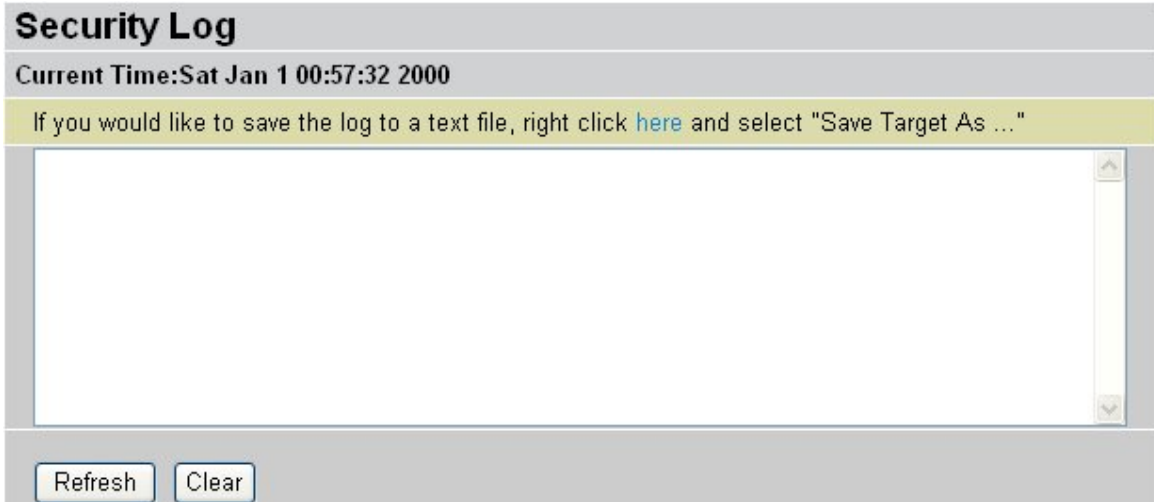 Security Log
Current Time:Sat Jan 1 00:57:32 2000
If you would like to save the log to a text file, right click here and select "Save Target As ..."
Refresh Clear